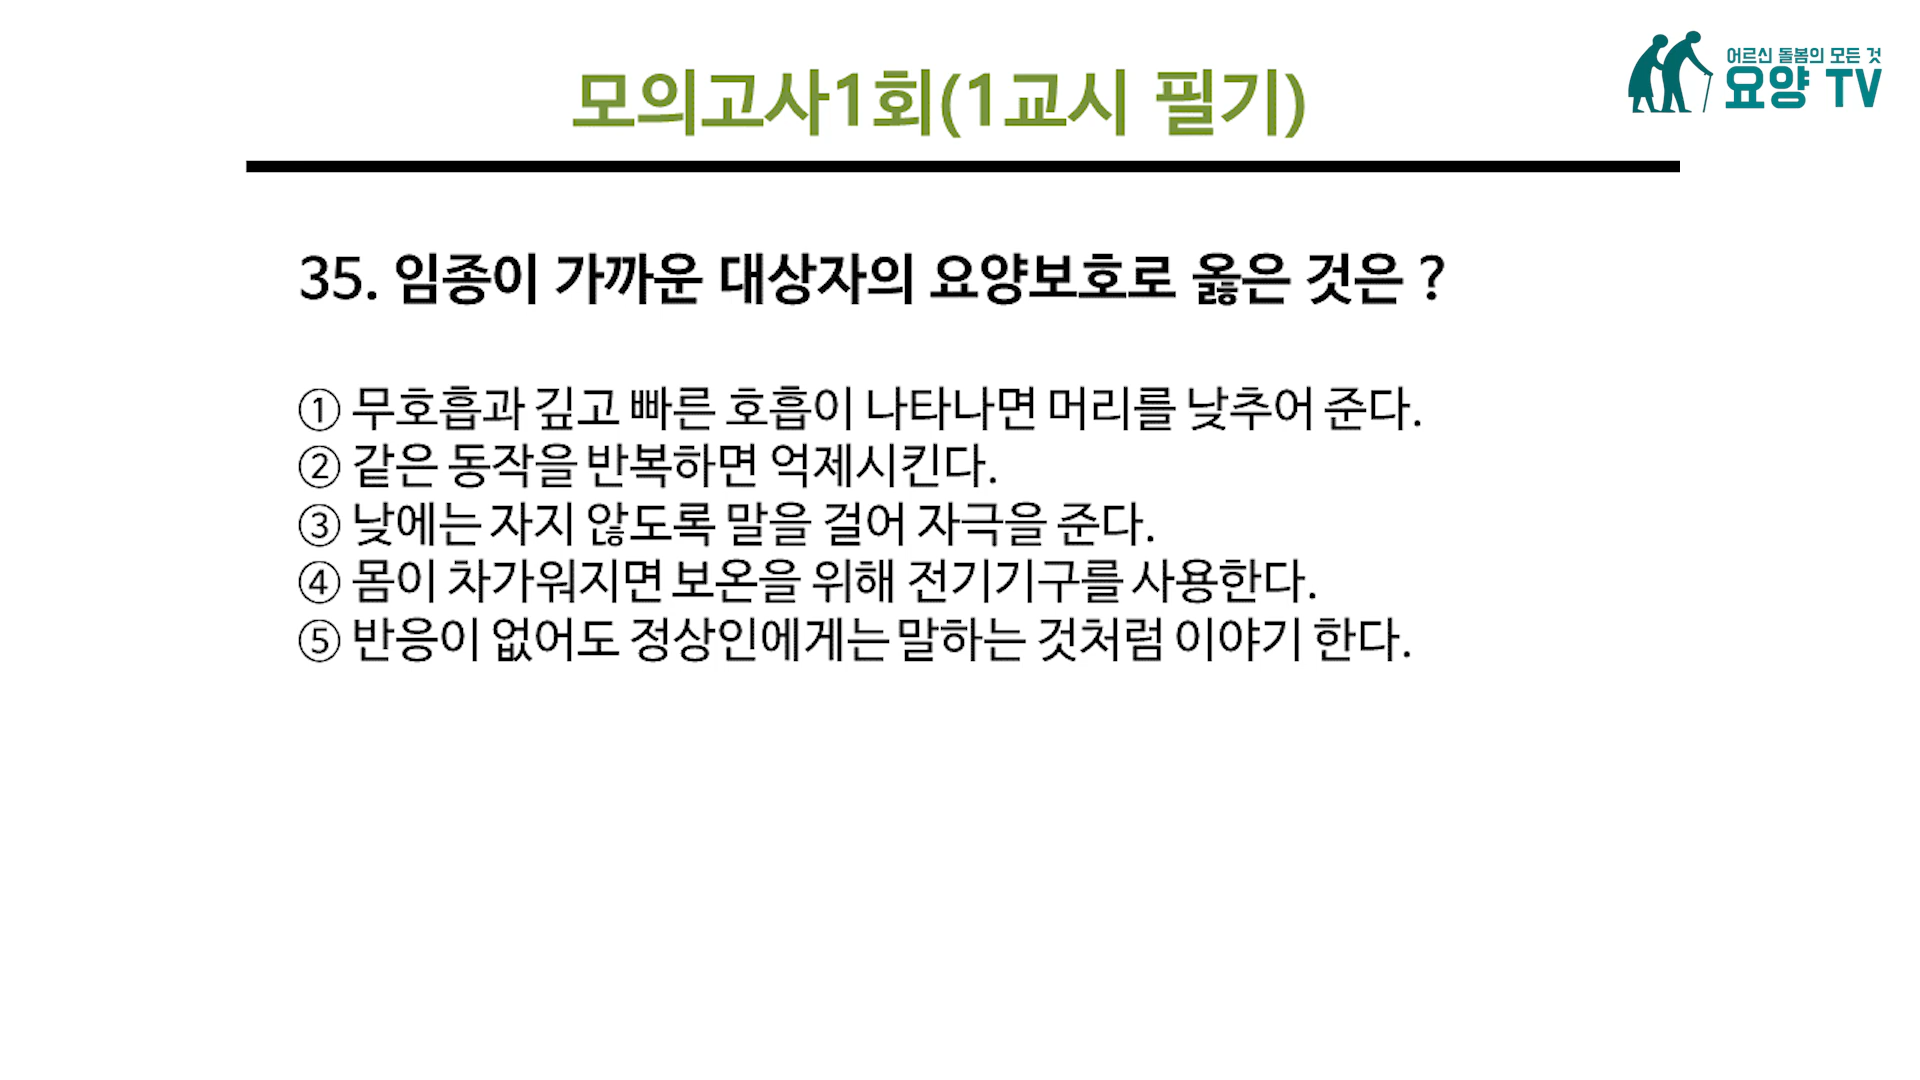 어르신 돌봄의 모든 것
요양 TV
모의고사1회(1교시 필기)
35. 임종이 가까운 대상자의 요양보호로 옳은 것은 ?
① 무호흡과 깊고 빠른 호흡이 나타나면 머리를 낮추어 준다.
② 같은 동작을 반복하면 억제시킨다.
③ 낮에는 자지 않도록 말을 걸어 자극을 준다.
④ 몸이 차가워지면 보온을 위해 전기기구를 사용한다.
⑤ 반응이 없어도 정상인에게는 말하는 것처럼 이야기 한다.